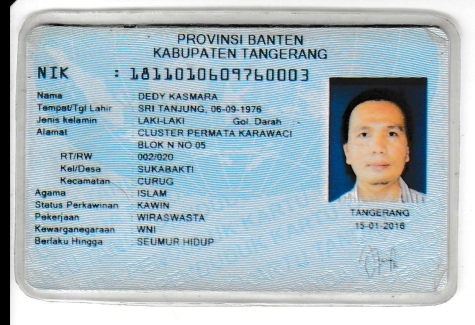 PROVINSI BANTEN
KABUPATEN TANGERANG
NIK : 1811010609760003
Nama DEDY KASMARA
Tempat/Tgl Lahir SRI TANJUNG, 06-09-1976
Jenis kelamin LAKI-LAKI Gol. Darah -
Alamat CLUSTER PERMATA KARAWACI
BLOK N NO 05
RT/RW 002/020
Kel/Desa SUKABAKTI
Kecamatan CURUG
Agama ISLAM
Status Perkawinan KAWIN
Pekerjaan WIRASWASTA
Kewarganegaraan WNI
Berlaku Hingga SEUMUR HIDUP
TANGERANG
15-01-2016